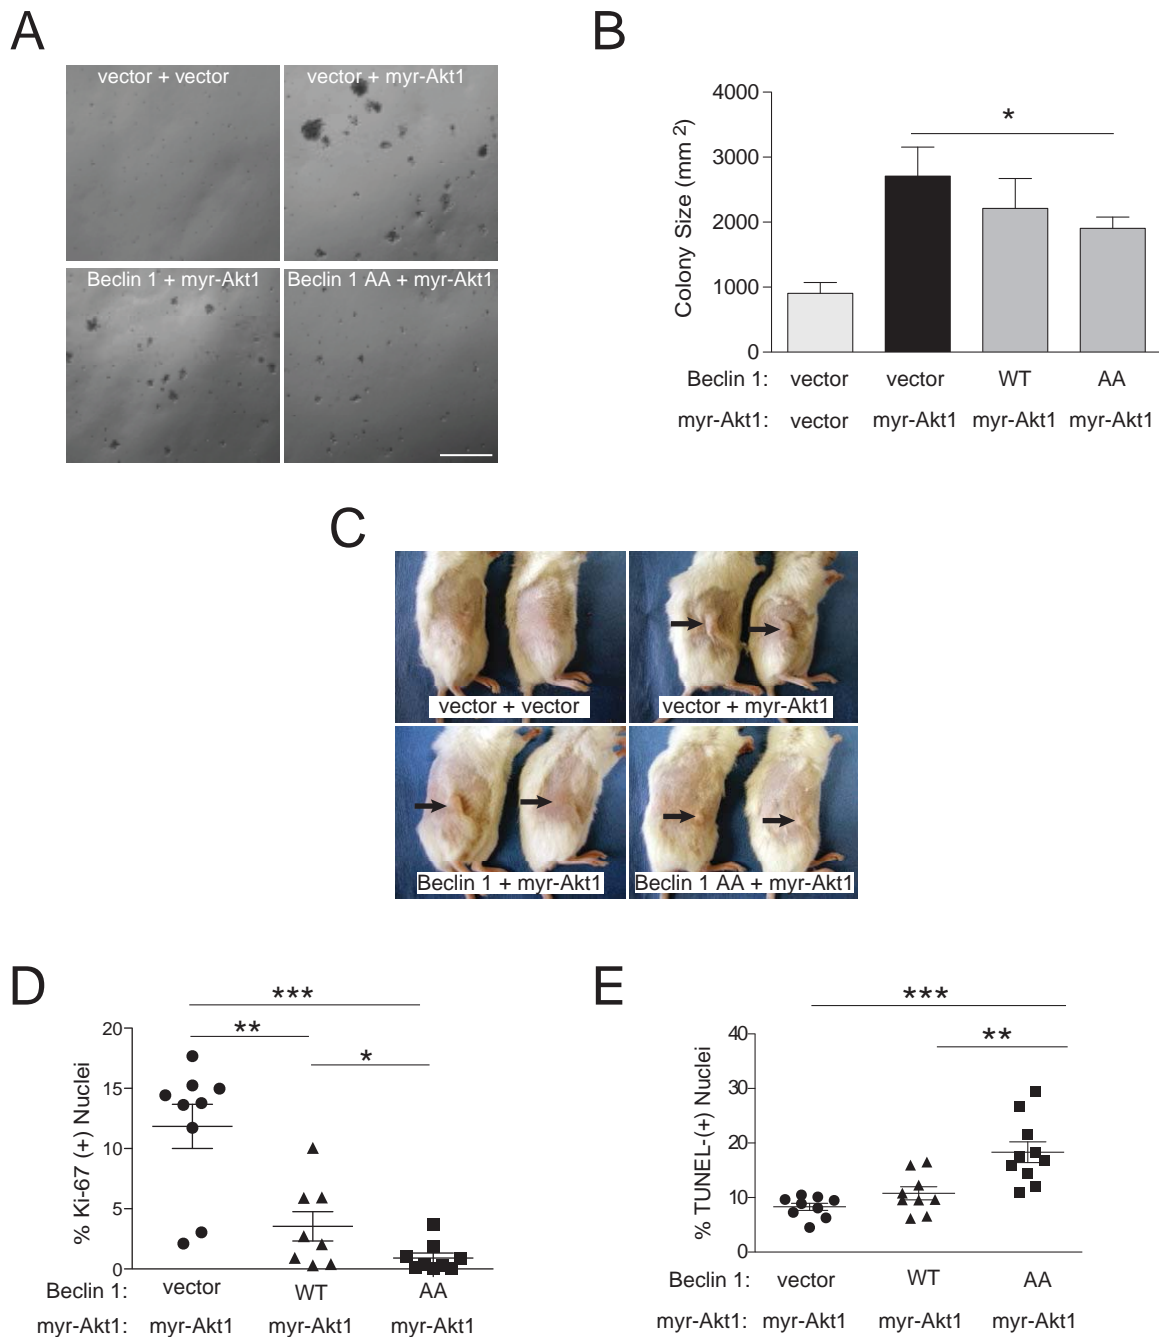 A
vector + vector
vector + myr-Akt1
Beclin 1 + myr-Akt1
Beclin 1 AA + myr-Akt1
B
4000
3000
2000
1000
0
Colony Size (mm 2)
*
Beclin 1: vector vector WT AA
myr-Akt1: vector myr-Akt1 myr-Akt1 myr-Akt1
C
vector + vector
vector + myr-Akt1
Beclin 1 + myr-Akt1
Beclin 1 AA + myr-Akt1
D
***
**
*
20
15
10
5
0
% Ki-67 (+) Nuclei
Beclin 1: vector WT AA
myr-Akt1: myr-Akt1 myr-Akt1 myr-Akt1
E
***
**
40
30
20
10
0
% TUNEL-(+) Nuclei
Beclin 1: vector WT AA
myr-Akt1: myr-Akt1 myr-Akt1 myr-Akt1